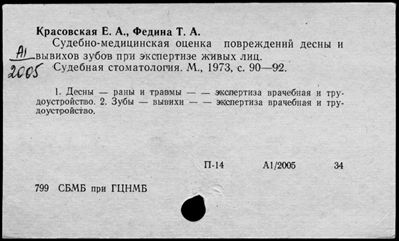 Красовская Е. А., Федина Т. А.
Судебно-медицинская оценка повреждений десны и
вывихов зубов при экспертизе живых лиц.
Судебная стоматология. М., 1973, с. 90—92.
А1
2005
1. Десны — раны и травмы — — экспертиза врачебная и тру-
доустройство. 2. Зубы — вывихи — — экспертиза врачебная и тру-
доустройство.
П-14 А1/2005 34
799 СБМБ при ГЦНМБ